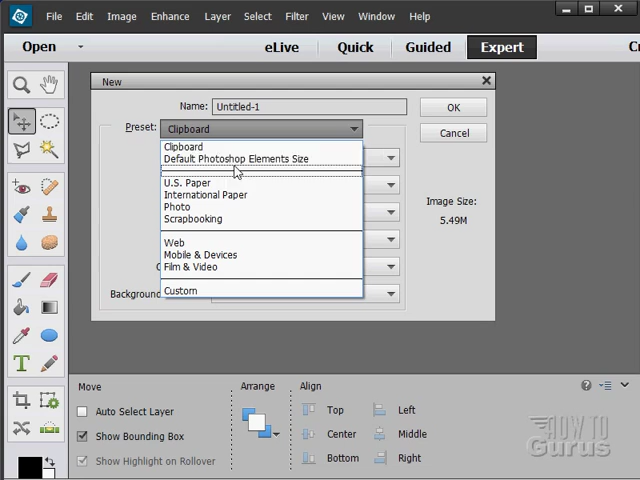 File Edit Image Enhance Layer Select Filter View Window Help
Open eLive Quick Guided Expert
New
Name: Untitled-1 OK
Preset: Clipboard Cancel
Clipboard
Default Photoshop Elements Size
U.S. Paper
International Paper
Photo
Scrapbooking
Web
Mobile & Devices
Film & Video
Custom
Image Size:
5.49M
Background
Move Arrange Align
Auto Select Layer Top Left
Show Bounding Box Center Middle
Show Highlight on Rollover Bottom Right
HOW TO
Gurus